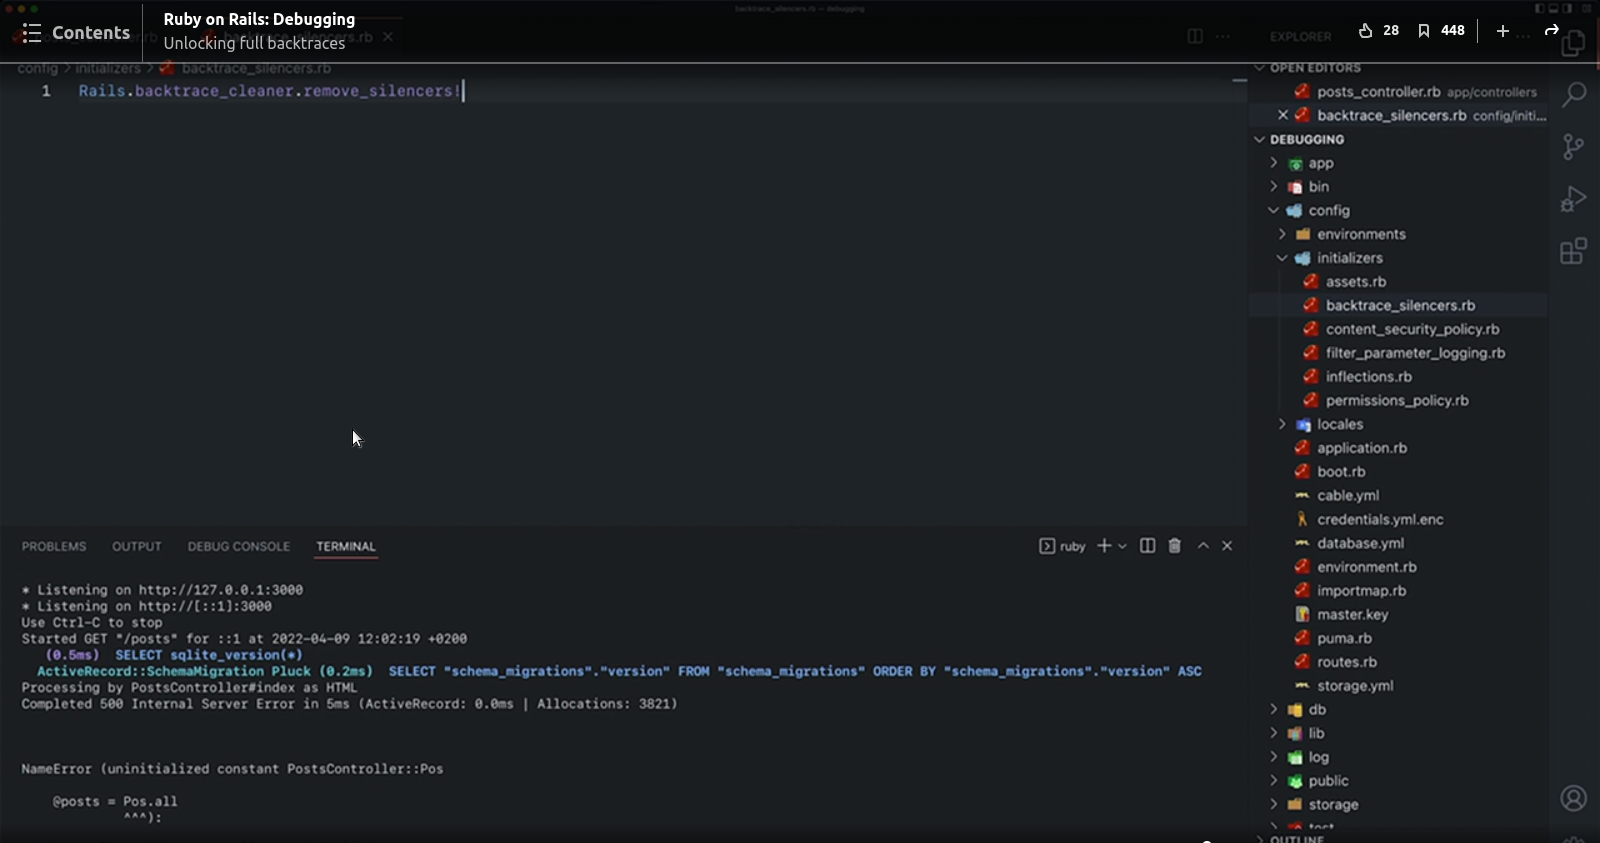 backtrace_silencers.rb — debugging
Contents
Ruby on Rails: Debugging
Unlocking full backtraces
28
448
EXPLORER
config > initializers > backtrace_silencers.rb
1 Rails.backtrace_cleaner.remove_silencers!
OPEN EDITORS
posts_controller.rb app/controllers
backtrace_silencers.rb config/initi...
DEBUGGING
app
bin
config
environments
initializers
assets.rb
backtrace_silencers.rb
content_security_policy.rb
filter_parameter_logging.rb
inflections.rb
permissions_policy.rb
locales
application.rb
boot.rb
cable.yml
credentials.yml.enc
database.yml
environment.rb
importmap.rb
master.key
puma.rb
routes.rb
storage.yml
db
lib
log
public
storage
test
OUTLINE
PROBLEMS OUTPUT DEBUG CONSOLE TERMINAL
ruby
* Listening on http://127.0.0.1:3000
* Listening on http://[::1]:3000
Use Ctrl-C to stop
Started GET "/posts" for ::1 at 2022-04-09 12:02:19 +0200
(0.5ms) SELECT sqlite_version(*)
ActiveRecord::SchemaMigration Pluck (0.2ms) SELECT "schema_migrations"."version" FROM "schema_migrations" ORDER BY "schema_migrations"."version" ASC
Processing by PostsController#index as HTML
Completed 500 Internal Server Error in 5ms (ActiveRecord: 0.0ms | Allocations: 3821)
NameError (uninitialized constant PostsController::Pos
@posts = Pos.all
^^^):